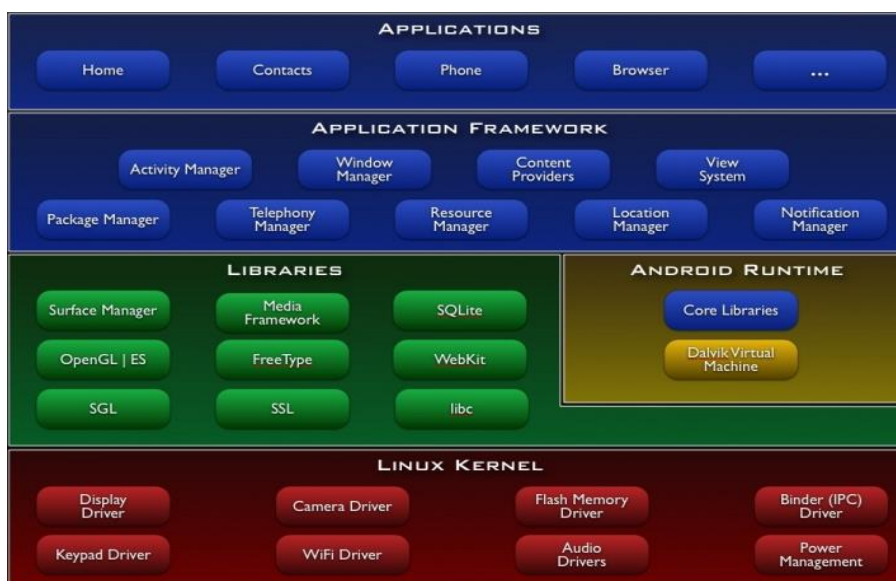 APPLICATIONS
Home Contacts Phone Browser ...
APPLICATION FRAMEWORK
Activity Manager
Window
Manager
Content
Providers
View
System
Package Manager
Telephony
Manager
Resource
Manager
Location
Manager
Notification
Manager
LIBRARIES
Surface Manager
Media
Framework
SQLite
OpenGL | ES
FreeType
WebKit
SGL
SSL
libc
ANDROID RUNTIME
Core Libraries
Dalvik Virtual
Machine
LINUX KERNEL
Display
Driver
Camera Driver
Flash Memory
Driver
Binder (IPC)
Driver
Keypad Driver
WiFi Driver
Audio
Drivers
Power
Management